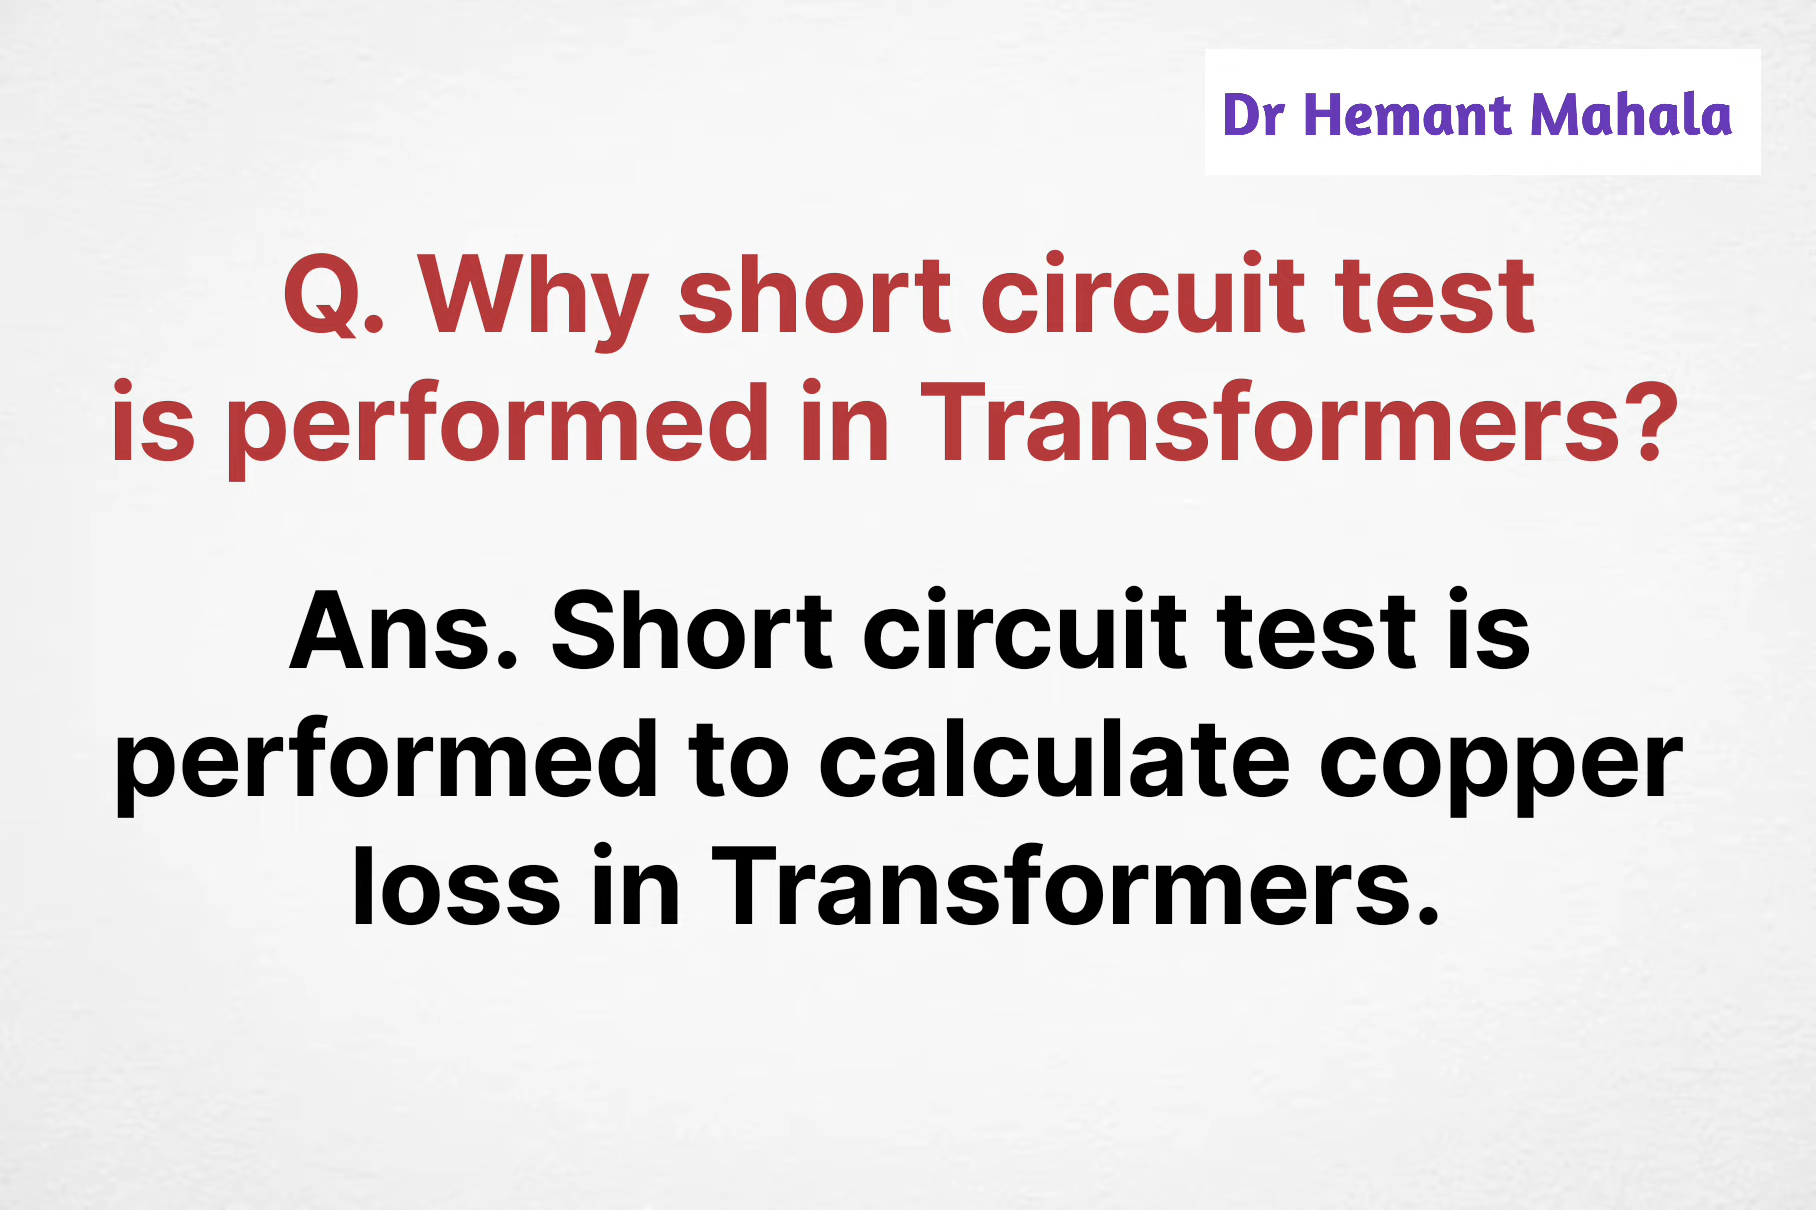 Dr Hemant Mahala
Q. Why short circuit test
is performed in Transformers?
Ans. Short circuit test is
performed to calculate copper
loss in Transformers.